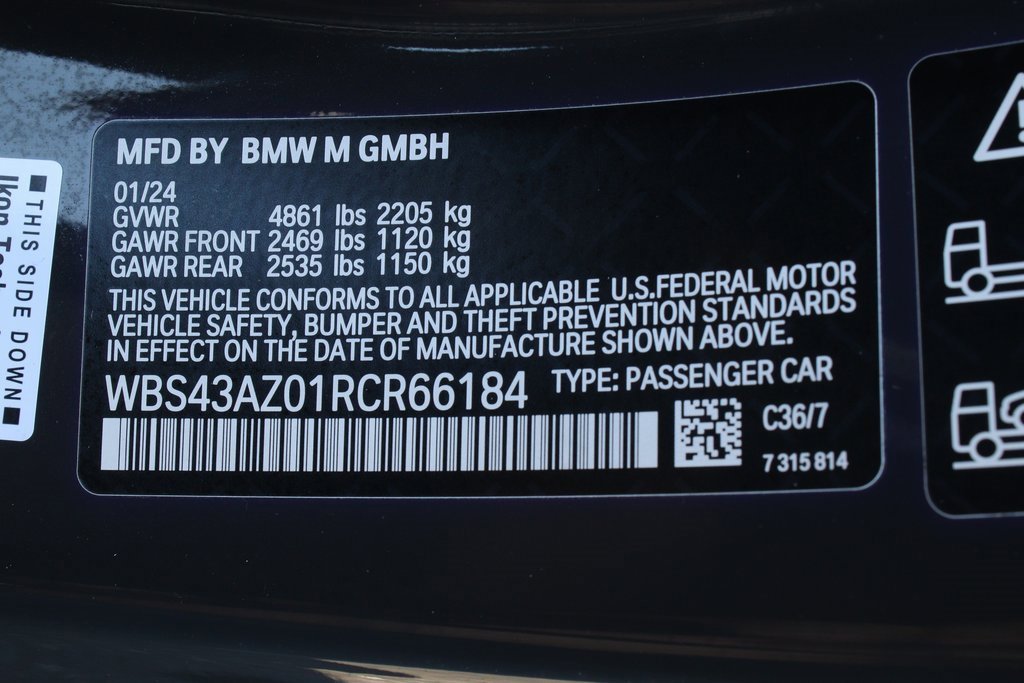 MFD BY BMW M GMBH
01/24
GVWR 4861 lbs 2205 kg
GAWR FRONT 2469 lbs 1120 kg
GAWR REAR 2535 lbs 1150 kg
THIS VEHICLE CONFORMS TO ALL APPLICABLE U.S.FEDERAL MOTOR
VEHICLE SAFETY, BUMPER AND THEFT PREVENTION STANDARDS
IN EFFECT ON THE DATE OF MANUFACTURE SHOWN ABOVE.
WBS43AZ01RCR66184 TYPE: PASSENGER CAR
C36/7
7 315 814
THIS SIDE DOWN